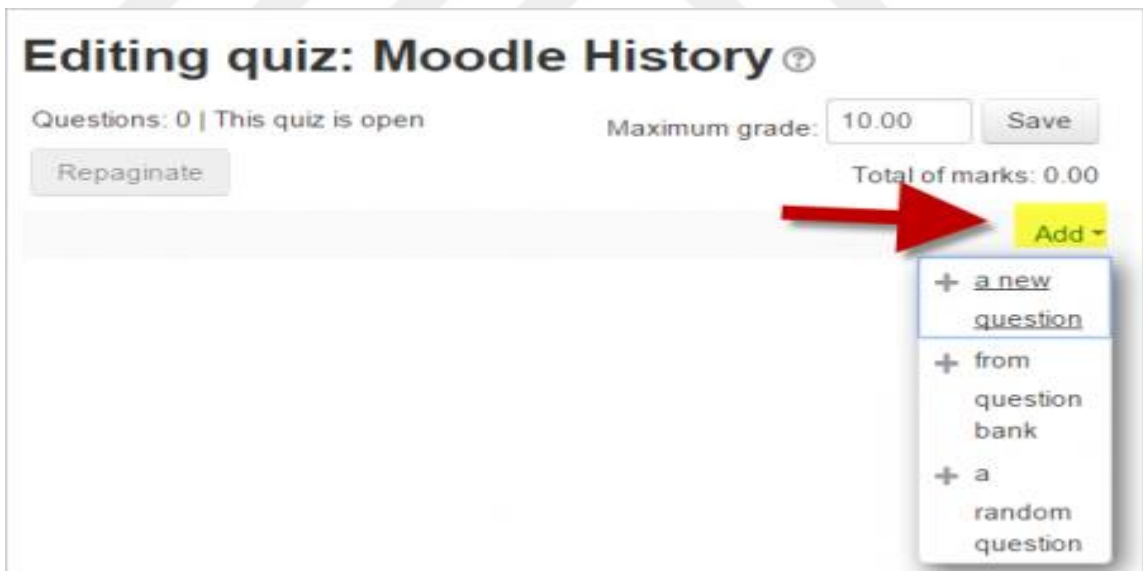 Editing quiz: Moodle History ?
Questions: 0 | This quiz is open
Maximum grade: 10.00 Save
Repaginate
Total of marks: 0.00
Add
+ a new
question
+ from
question
bank
+ a
random
question